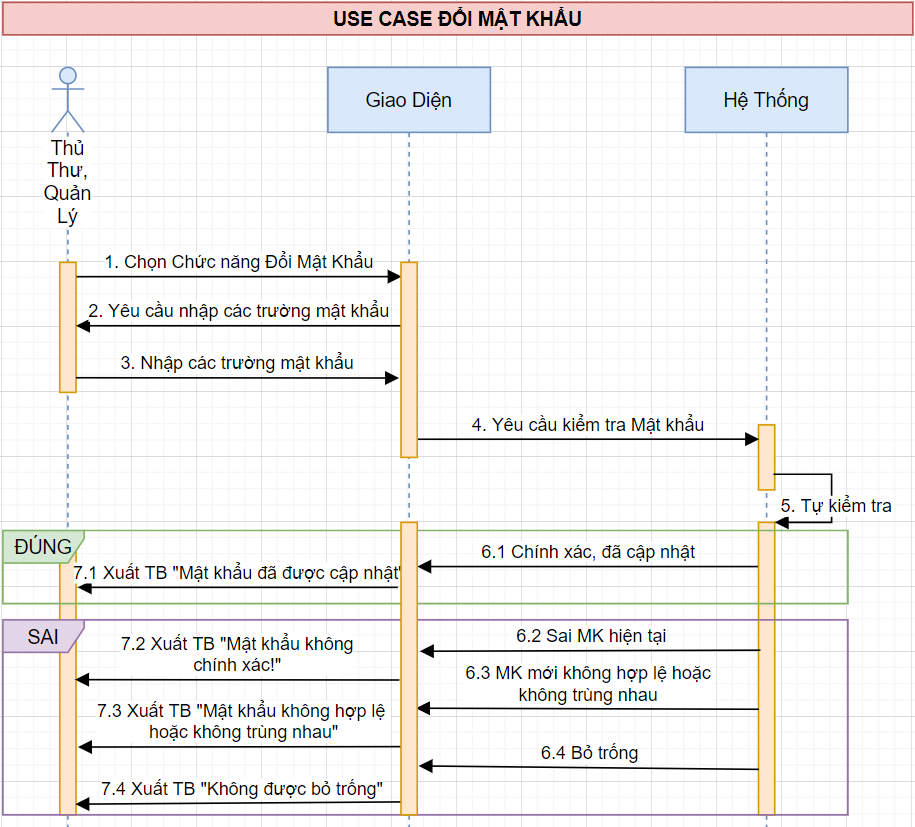 USE CASE ĐỔI MẬT KHẨU
Giao Diện
Hệ Thống
Thủ
Thư,
Quản
Lý
1. Chọn Chức năng Đổi Mật Khẩu
2. Yêu cầu nhập các trường mật khẩu
3. Nhập các trường mật khẩu
4. Yêu cầu kiểm tra Mật khẩu
5. Tự kiểm tra
ĐÚNG
6.1 Chính xác, đã cập nhật
7.1 Xuất TB "Mật khẩu đã được cập nhật"
SAI
6.2 Sai MK hiện tại
7.2 Xuất TB "Mật khẩu không
chính xác!"
6.3 MK mới không hợp lệ hoặc
không trùng nhau
7.3 Xuất TB "Mật khẩu không hợp lệ
hoặc không trùng nhau"
6.4 Bỏ trống
7.4 Xuất TB "Không được bỏ trống"